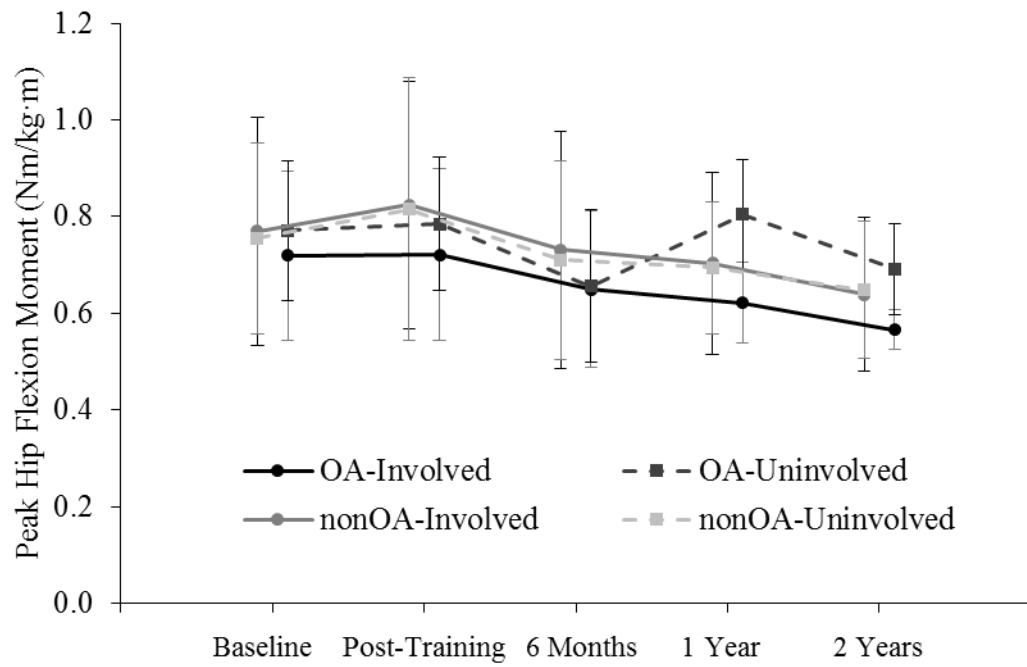 Peak Hip Flexion Moment (Nm/kg·m)
1.2
1.0
0.8
0.6
0.4
0.2
0.0
OA-Involved
OA-Uninvolved
nonOA-Involved
nonOA-Uninvolved
Baseline
Post-Training
6 Months
1 Year
2 Years